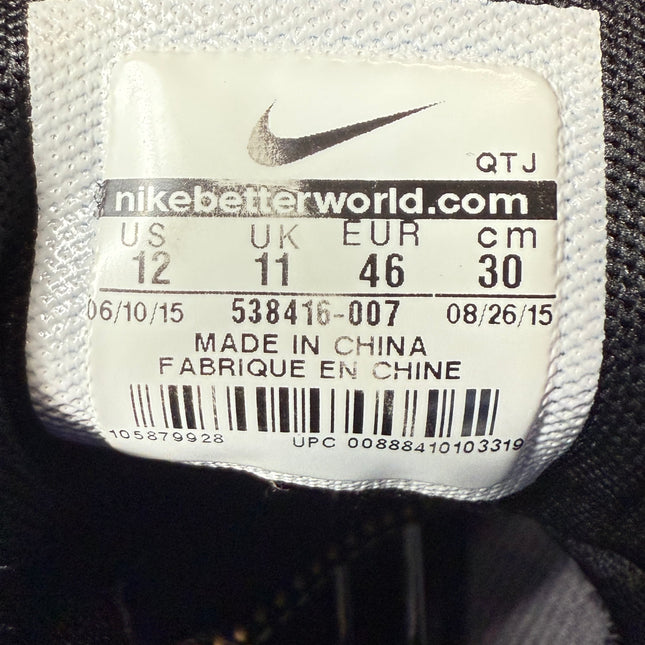 QTJ
nikebetterworld.com
US UK EUR cm
12 11 46 30
06/10/15 538416-007 08/26/15
MADE IN CHINA
FABRIQUE EN CHINE
105879928 UPC 00888410103319